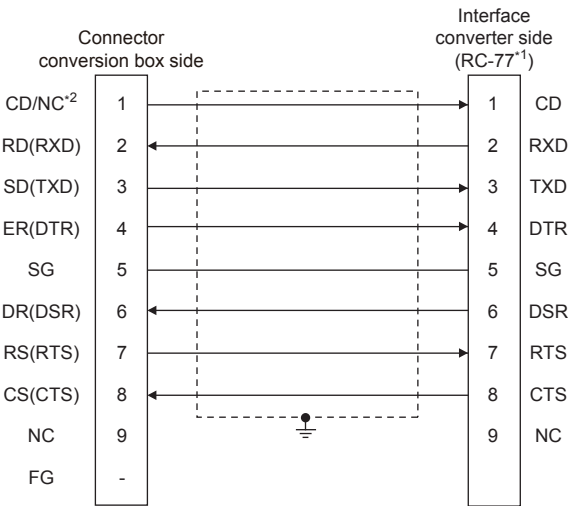 Connector
conversion box side
Interface
converter side
(RC-77*1)
CD/NC*2 1 1 CD
RD(RXD) 2 2 RXD
SD(TXD) 3 3 TXD
ER(DTR) 4 4 DTR
SG 5 5 SG
DR(DSR) 6 6 DSR
RS(RTS) 7 7 RTS
CS(CTS) 8 8 CTS
NC 9 9 NC
FG -